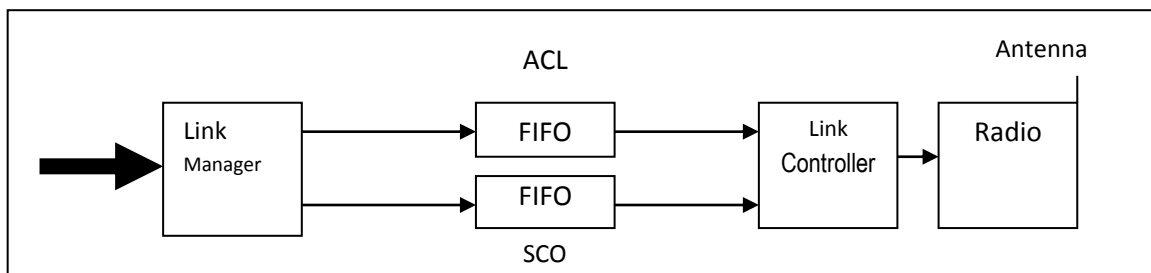 ACL
Antenna
Link
Manager
FIFO
FIFO
SCO
Link
Controller
Radio